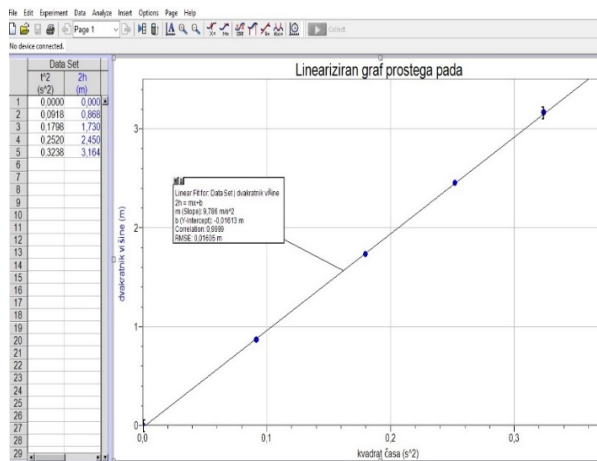 File Edit Experiment Data Analyze Insert Options Page Help
Page 1
Collect
No device connected.
Data Set
t^2 2h
(s^2) (m)
1 0,0000 0,000
2 0,0918 0,868
3 0,1798 1,730
4 0,2520 2,450
5 0,3238 3,164
6
7
8
9
10
11
12
13
14
15
16
17
18
19
20
21
22
23
24
25
26
27
28
29
Lineariziran graf prostega pada
dvakratnik višine (m)
3
2
1
0
Linear Fit for: Data Set | dvakratnik višine
2h = mx+b
m (Slope): 9,786 m/s^2
b (Y-Intercept): -0,01613 m
Correlation: 0,9999
RMSE: 0,01605 m
0,0 0,1 0,2 0,3
kvadrat časa (s^2)